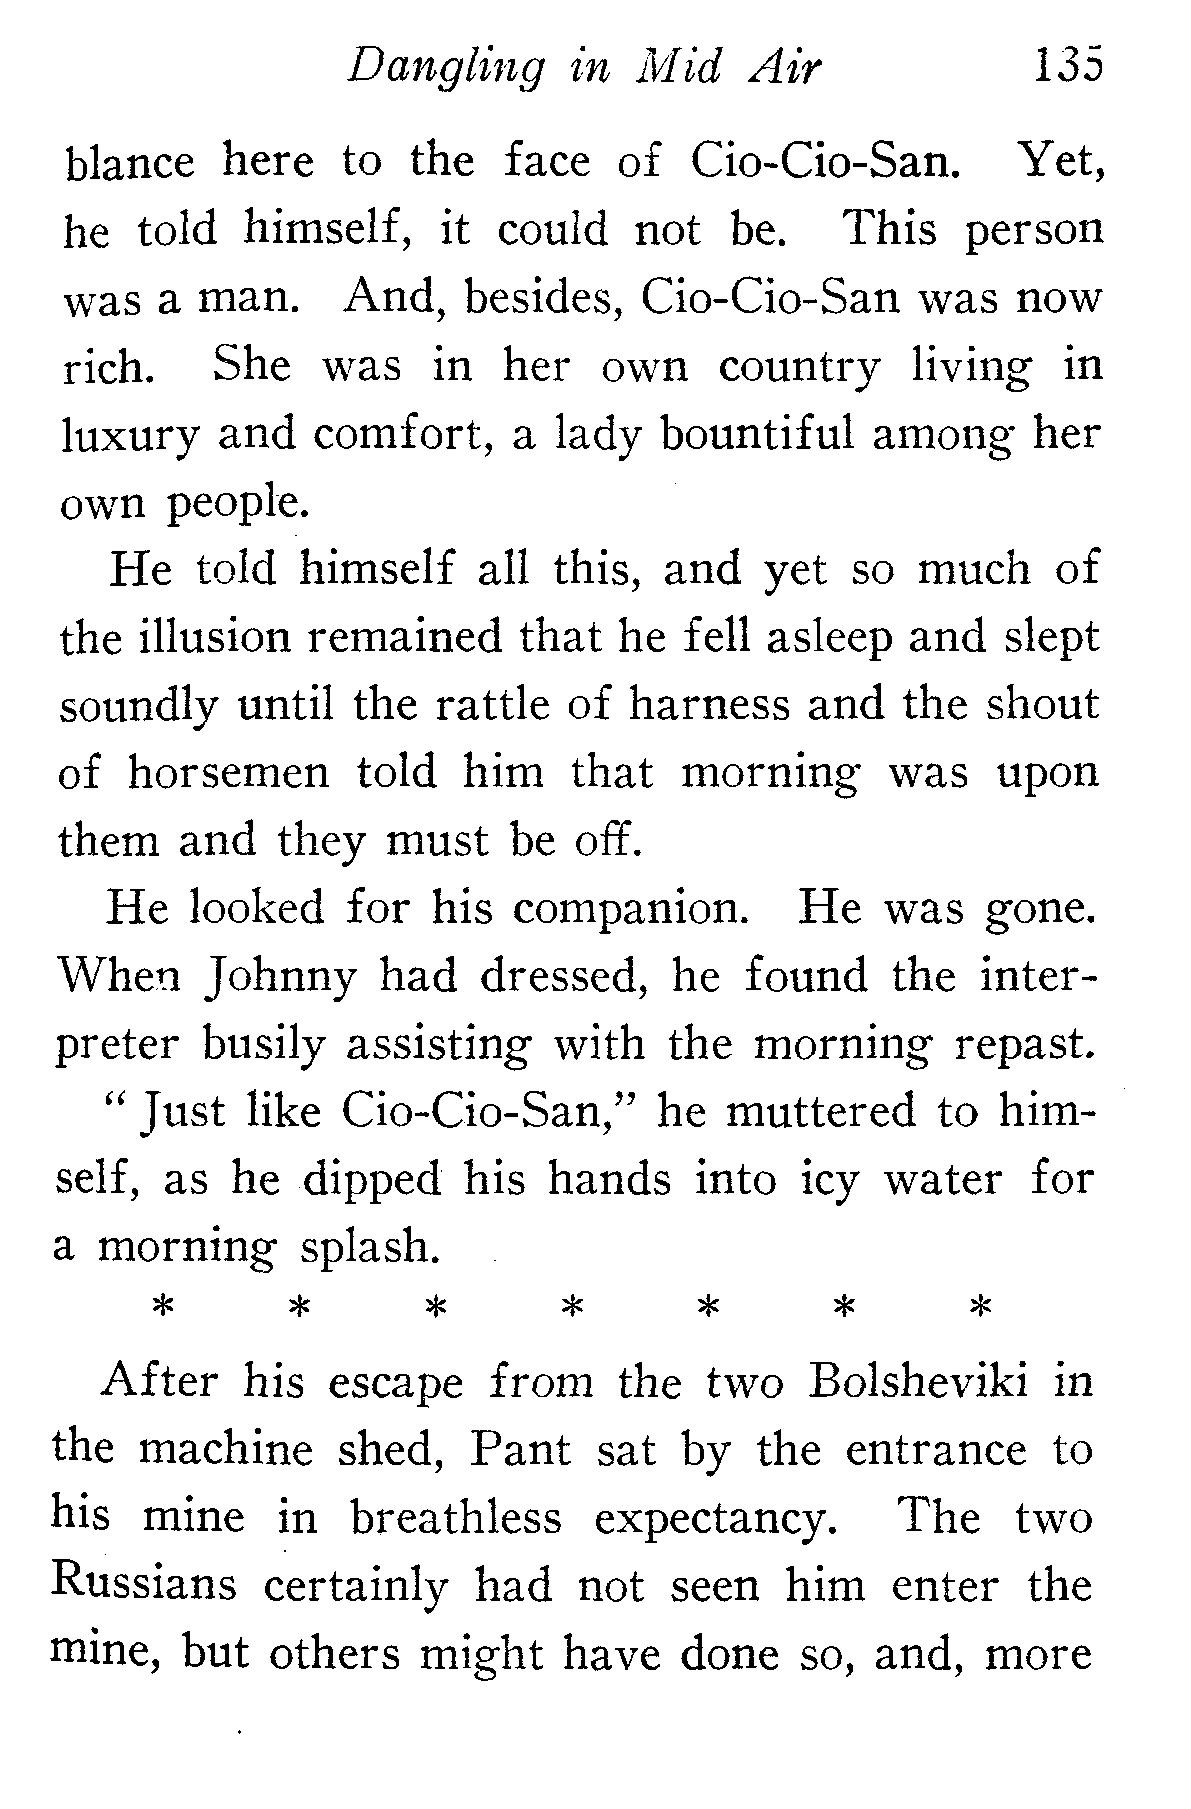 Dangling in Mid Air 135
blance here to the face of Cio-Cio-San. Yet,
he told himself, it could not be. This person
was a man. And, besides, Cio-Cio-San was now
rich. She was in her own country living in
luxury and comfort, a lady bountiful among her
own people.
He told himself all this, and yet so much of
the illusion remained that he fell asleep and slept
soundly until the rattle of harness and the shout
of horsemen told him that morning was upon
them and they must be off.
He looked for his companion. He was gone.
When Johnny had dressed, he found the inter-
preter busily assisting with the morning repast.
“ Just like Cio-Cio-San,” he muttered to him-
self, as he dipped his hands into icy water for
a morning splash.
* * * * * * *
After his escape from the two Bolsheviki in
the machine shed, Pant sat by the entrance to
his mine in breathless expectancy. The two
Russians certainly had not seen him enter the
mine, but others might have done so, and, more